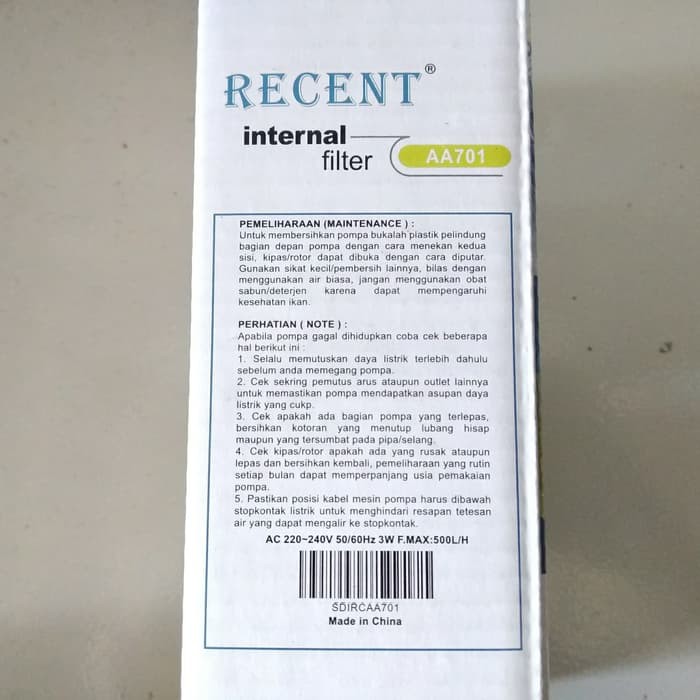 RECENT®
internal
filter
AA701
PEMELIHARAAN (MAINTENANCE ) :
Untuk membersihkan pompa bukalah plastik pelindung
bagian depan pompa dengan cara menekan kedua
sisi, kipas/rotor dapat dibuka dengan cara diputar.
Gunakan sikat kecil/pembersih lainnya, bilas dengan
menggunakan air biasa, jangan menggunakan obat
sabun/deterjen karena dapat mempengaruhi
kesehatan ikan.
PERHATIAN ( NOTE ) :
Apabila pompa gagal dihidupkan coba cek beberapa
hal berikut ini :
1. Selalu memutuskan daya listrik terlebih dahulu
sebelum anda memegang pompa.
2. Cek sekring pemutus arus ataupun outlet lainnya
untuk memastikan pompa mendapatkan asupan daya
listrik yang cukp.
3. Cek apakah ada bagian pompa yang terlepas,
bersihkan kotoran yang menutup lubang hisap
maupun yang tersumbat pada pipa/selang.
4. Cek kipas/rotor apakah ada yang rusak ataupun
lepas dan bersihkan kembali, pemeliharaan yang rutin
setiap bulan dapat memperpanjang usia pemakaian
pompa.
5. Pastikan posisi kabel mesin pompa harus dibawah
stopkontak listrik untuk menghindari resapan tetesan
air yang dapat mengalir ke stopkontak.
AC 220~240V 50/60Hz 3W F.MAX:500L/H
SDIRCAA701
Made in China